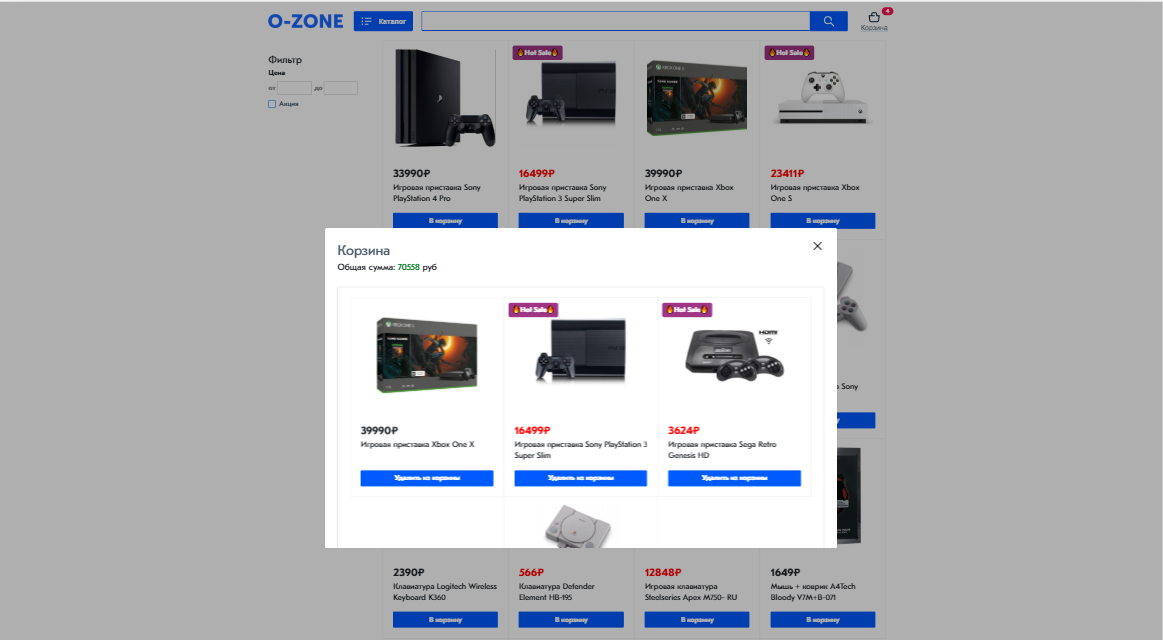 O-ZONE
Каталог
4
Корзина
Фильтр
Цена
от
до
Акция
Hot Sale
Hot Sale
33990₽
16499₽
39990₽
23411₽
Игровая приставка Sony
PlayStation 4 Pro
Игровая приставка Sony
PlayStation 3 Super Slim
Игровая приставка Xbox
One X
Игровая приставка Xbox
One S
В корзину
В корзину
В корзину
В корзину
Корзина
Общая сумма: 70558 руб
Hot Sale
Hot Sale
XBOX ONE X
HDMI
39990₽
16499₽
3624₽
Игровая приставка Xbox One X
Игровая приставка Sony PlayStation 3
Super Slim
Игровая приставка Sega Retro
Genesis HD
Удалить из корзины
Удалить из корзины
Удалить из корзины
Sony
2390₽
566₽
12848₽
1649₽
Клавиатура Logitech Wireless
Keyboard K360
Клавиатура Defender
Element HB-195
Игровая клавиатура
Steelseries Apex M750- RU
Мышь + коврик A4Tech
Bloody V7M+B-071
В корзину
В корзину
В корзину
В корзину